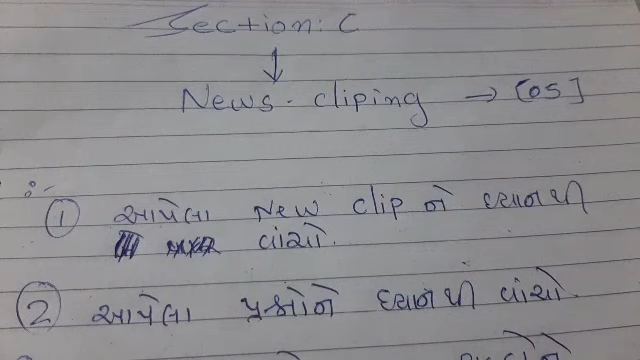 Section: C
↓
News. cliping → [05]
:-
① આપેલા New clip ને ધ્યાનથી
વાંચો.
② આપેલા પ્રશ્નોને ધ્યાનથી વાંચો